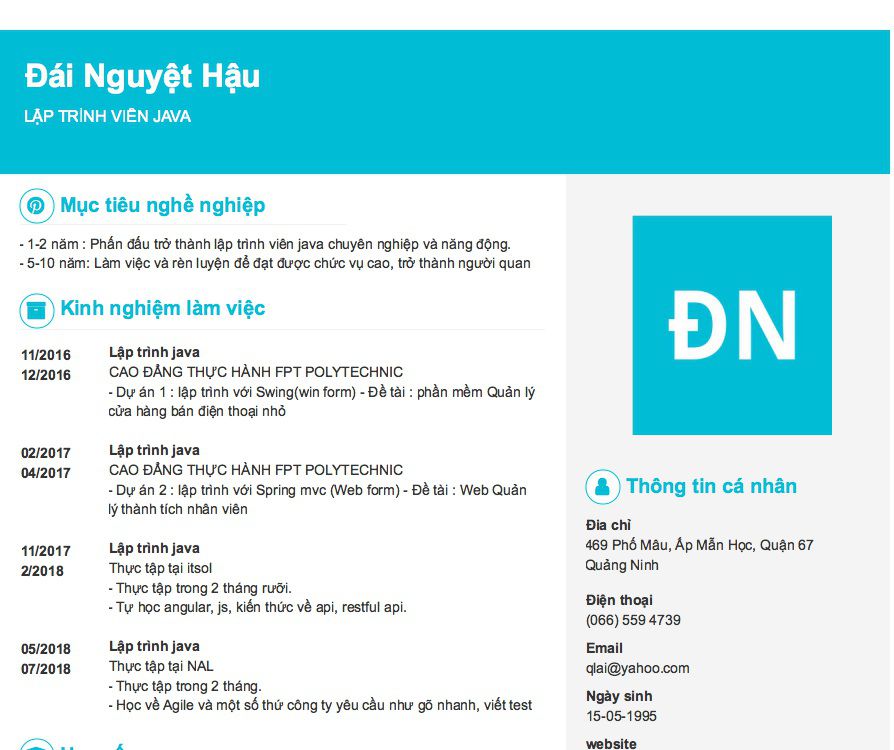 Đái Nguyệt Hậu
LẬP TRÌNH VIÊN JAVA
Mục tiêu nghề nghiệp
- 1-2 năm : Phấn đấu trở thành lập trình viên java chuyên nghiệp và năng động.
- 5-10 năm: Làm việc và rèn luyện để đạt được chức vụ cao, trở thành người quan
Kinh nghiệm làm việc
11/2016
12/2016
Lập trình java
CAO ĐẲNG THỰC HÀNH FPT POLYTECHNIC
- Dự án 1 : lập trình với Swing(win form) - Đề tài : phần mềm Quản lý
cửa hàng bán điện thoại nhỏ
02/2017
04/2017
Lập trình java
CAO ĐẲNG THỰC HÀNH FPT POLYTECHNIC
- Dự án 2 : lập trình với Spring mvc (Web form) - Đề tài : Web Quản
lý thành tích nhân viên
11/2017
2/2018
Lập trình java
Thực tập tại itsol
- Thực tập trong 2 tháng rưỡi.
- Tự học angular, js, kiến thức về api, restful api.
05/2018
07/2018
Lập trình java
Thực tập tại NAL
- Thực tập trong 2 tháng.
- Học về Agile và một số thứ công ty yêu cầu như gõ nhanh, viết test
ĐN
Thông tin cá nhân
Địa chỉ
469 Phố Mâu, Ấp Mẫn Học, Quận 67
Quảng Ninh
Điện thoại
(066) 559 4739
Email
qlai@yahoo.com
Ngày sinh
15-05-1995
website